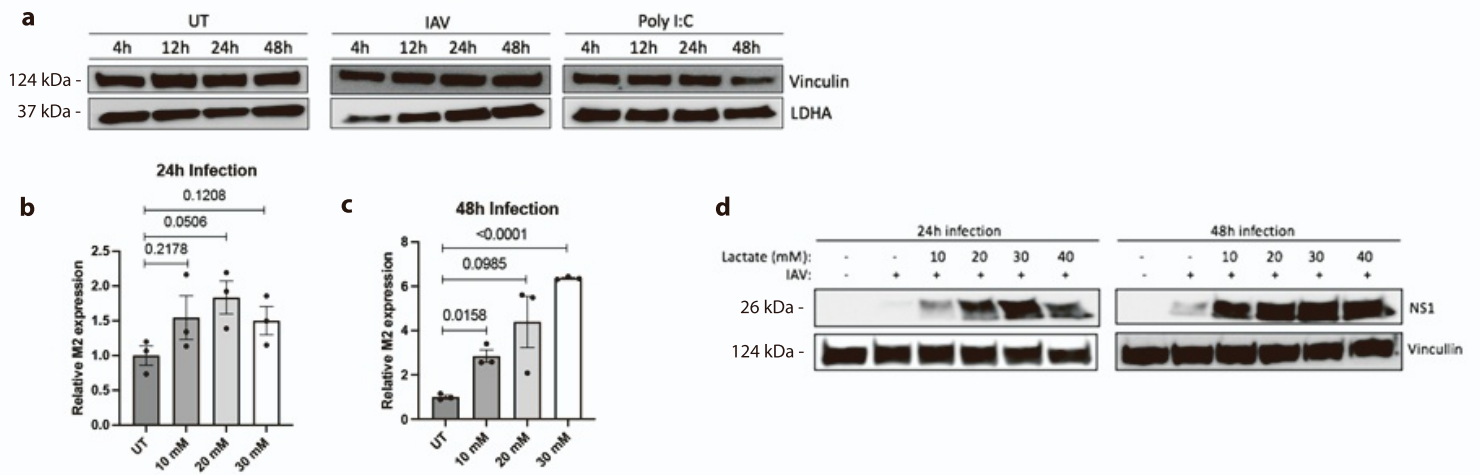 a
UT IAV Poly I:C
4h 12h 24h 48h 4h 12h 24h 48h 4h 12h 24h 48h
124 kDa - Vinculin
37 kDa - LDHA
b
24h Infection
0.1208
0.0506
0.2178
Relative M2 expression
2.5
2.0
1.5
1.0
0.5
0.0
UT 10 mM 20 mM 30 mM
c
48h Infection
<0.0001
0.0985
0.0158
Relative M2 expression
8
6
4
2
0
UT 10 mM 20 mM 30 mM
d
24h infection 48h infection
Lactate (mM): - - 10 20 30 40 - - 10 20 30 40
IAV: - + + + + + - + + + + +
26 kDa - NS1
124 kDa - Vincullin